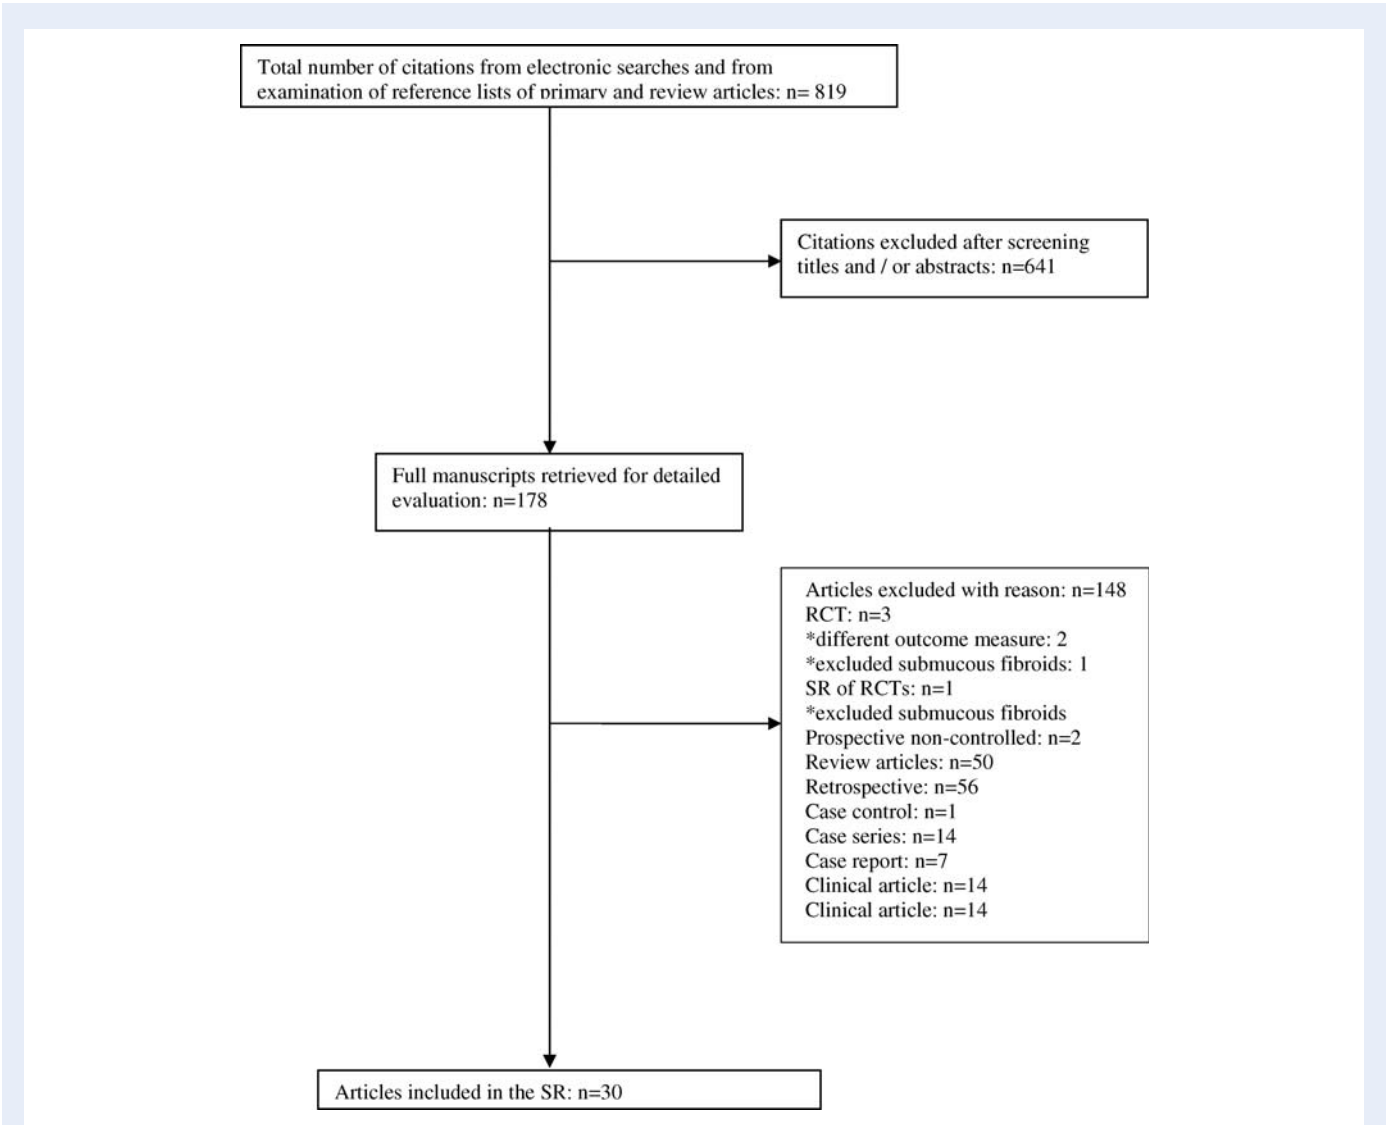 Total number of citations from electronic searches and from
examination of reference lists of primary and review articles: n= 819
Citations excluded after screening
titles and / or abstracts: n=641
Full manuscripts retrieved for detailed
evaluation: n=178
Articles excluded with reason: n=148
RCT: n=3
*different outcome measure: 2
*excluded submucous fibroids: 1
SR of RCTs: n=1
*excluded submucous fibroids
Prospective non-controlled: n=2
Review articles: n=50
Retrospective: n=56
Case control: n=1
Case series: n=14
Case report: n=7
Clinical article: n=14
Clinical article: n=14
Articles included in the SR: n=30